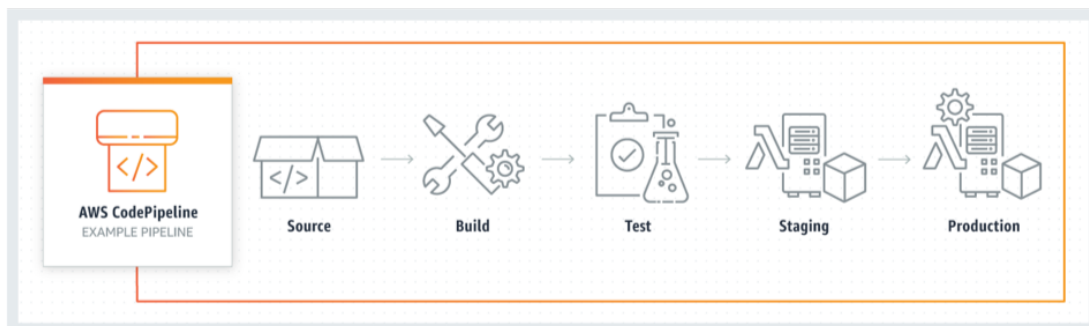 </>
AWS CodePipeline
EXAMPLE PIPELINE
</>
Source
Build
Test
Staging
Production